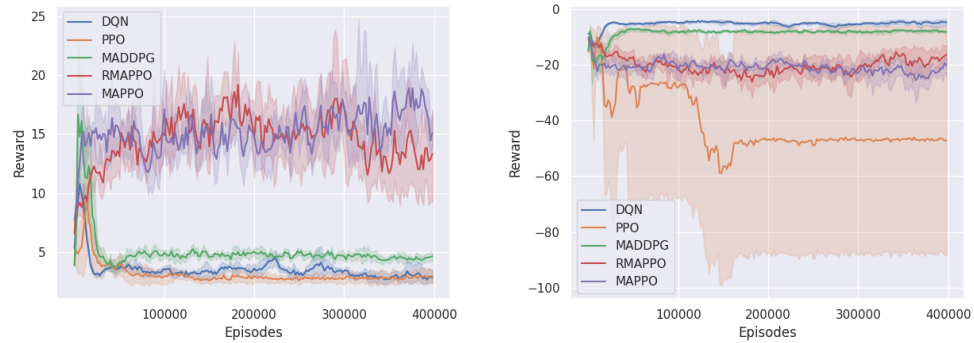 DQN
PPO
MADDPG
RMAPPO
MAPPO
25
20
15
10
5
Reward
100000 200000 300000 400000
Episodes
0
−20
−40
−60
−80
−100
Reward
DQN
PPO
MADDPG
RMAPPO
MAPPO
100000 200000 300000 400000
Episodes